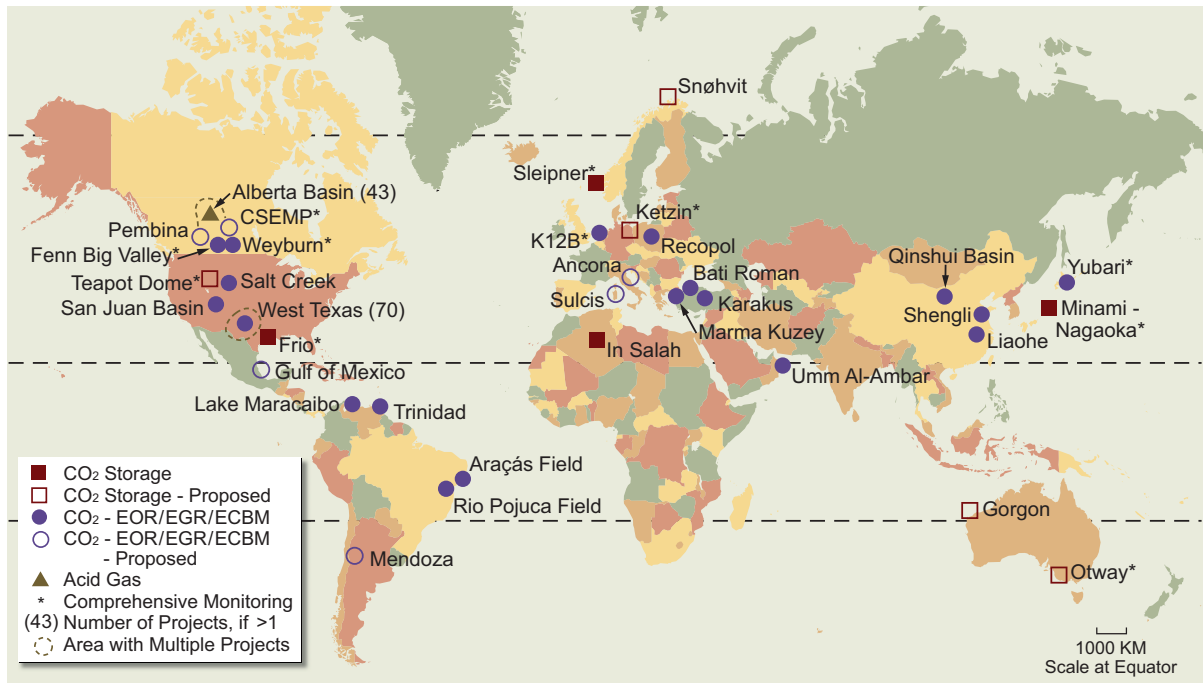 Snøhvit
Sleipner*
Alberta Basin (43)
CSEMP*
Pembina
Fenn Big Valley*
Weyburn*
Teapot Dome*
Salt Creek
San Juan Basin
West Texas (70)
Frio*
Gulf of Mexico
Lake Maracaibo
Trinidad
Araçás Field
Rio Pojuca Field
Mendoza
Ketzin*
K12B*
Recopol
Ancona
Bati Roman
Sulcis
Karakus
Marma Kuzey
In Salah
Umm Al-Ambar
Qinshui Basin
Yubari*
Shengli
Minami -
Nagaoka*
Liaohe
Gorgon
Otway*
CO₂ Storage
CO₂ Storage - Proposed
CO₂ - EOR/EGR/ECBM
CO₂ - EOR/EGR/ECBM
- Proposed
Acid Gas
* Comprehensive Monitoring
(43) Number of Projects, if >1
Area with Multiple Projects
1000 KM
Scale at Equator